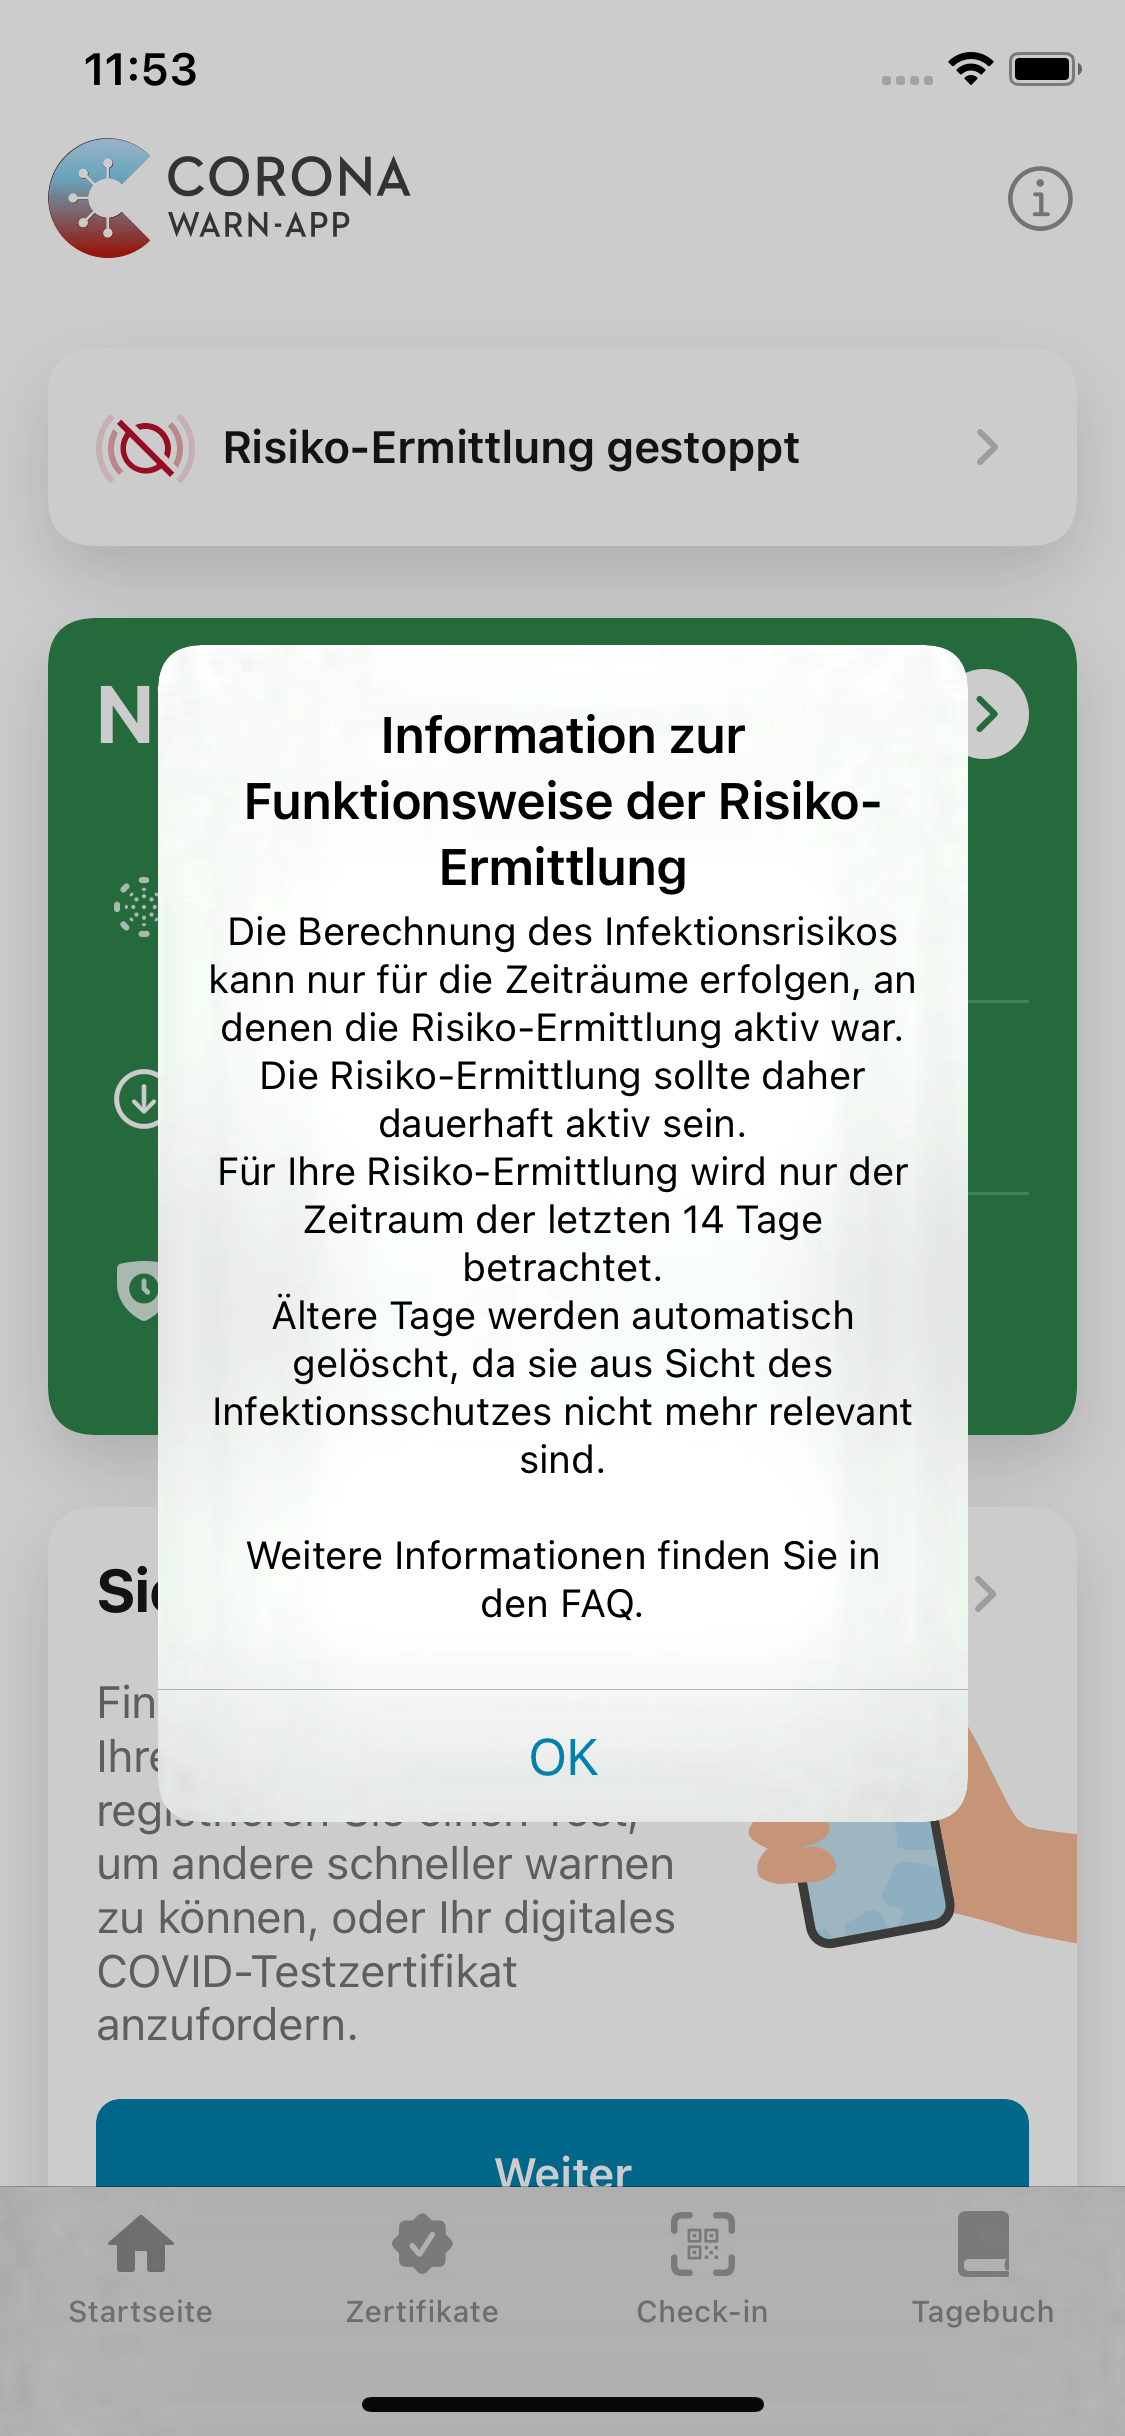 11:53
CORONA
WARN-APP
Risiko-Ermittlung gestoppt
Information zur
Funktionsweise der Risiko-
Ermittlung
Die Berechnung des Infektionsrisikos
kann nur für die Zeiträume erfolgen, an
denen die Risiko-Ermittlung aktiv war.
Die Risiko-Ermittlung sollte daher
dauerhaft aktiv sein.
Für Ihre Risiko-Ermittlung wird nur der
Zeitraum der letzten 14 Tage
betrachtet.
Ältere Tage werden automatisch
gelöscht, da sie aus Sicht des
Infektionsschutzes nicht mehr relevant
sind.
Weitere Informationen finden Sie in
den FAQ.
OK
um andere schneller warnen
zu können, oder Ihr digitales
COVID-Testzertifikat
anzufordern.
Weiter
Startseite
Zertifikate
Check-in
Tagebuch